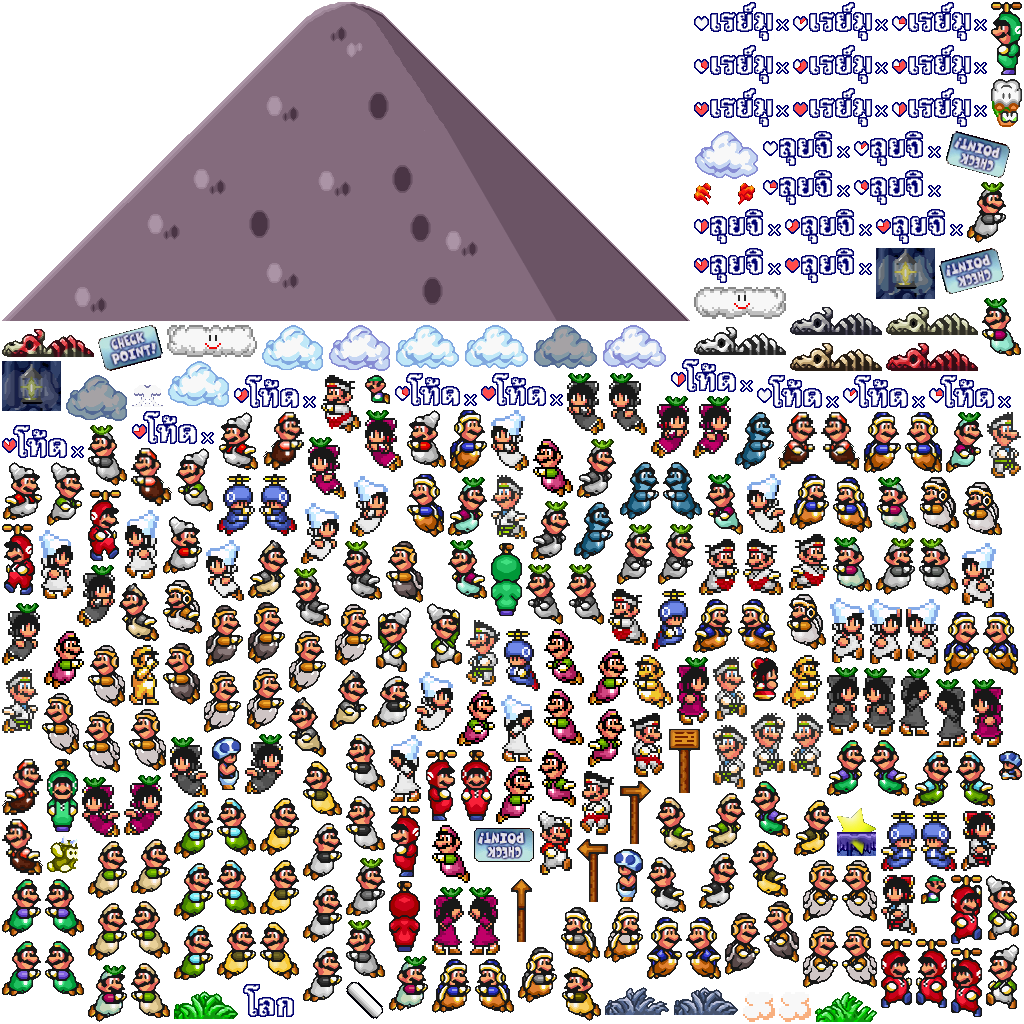 เรย์มุ × เรย์มุ × เรย์มุ ×
เรย์มุ × เรย์มุ × เรย์มุ ×
เรย์มุ × เรย์มุ × เรย์มุ ×
ลุยจิ × ลุยจิ ×
CHECK
POINT!
ลุยจิ × ลุยจิ ×
ลุยจิ × ลุยจิ × ลุยจิ ×
ลุยจิ × ลุยจิ ×
CHECK
POINT!
CHECK
POINT!
โท้ด × โท้ด × โท้ด × โท้ด ×
โท้ด × โท้ด × โท้ด ×
โท้ด × โท้ด ×
CHECK
POINT!
โลก